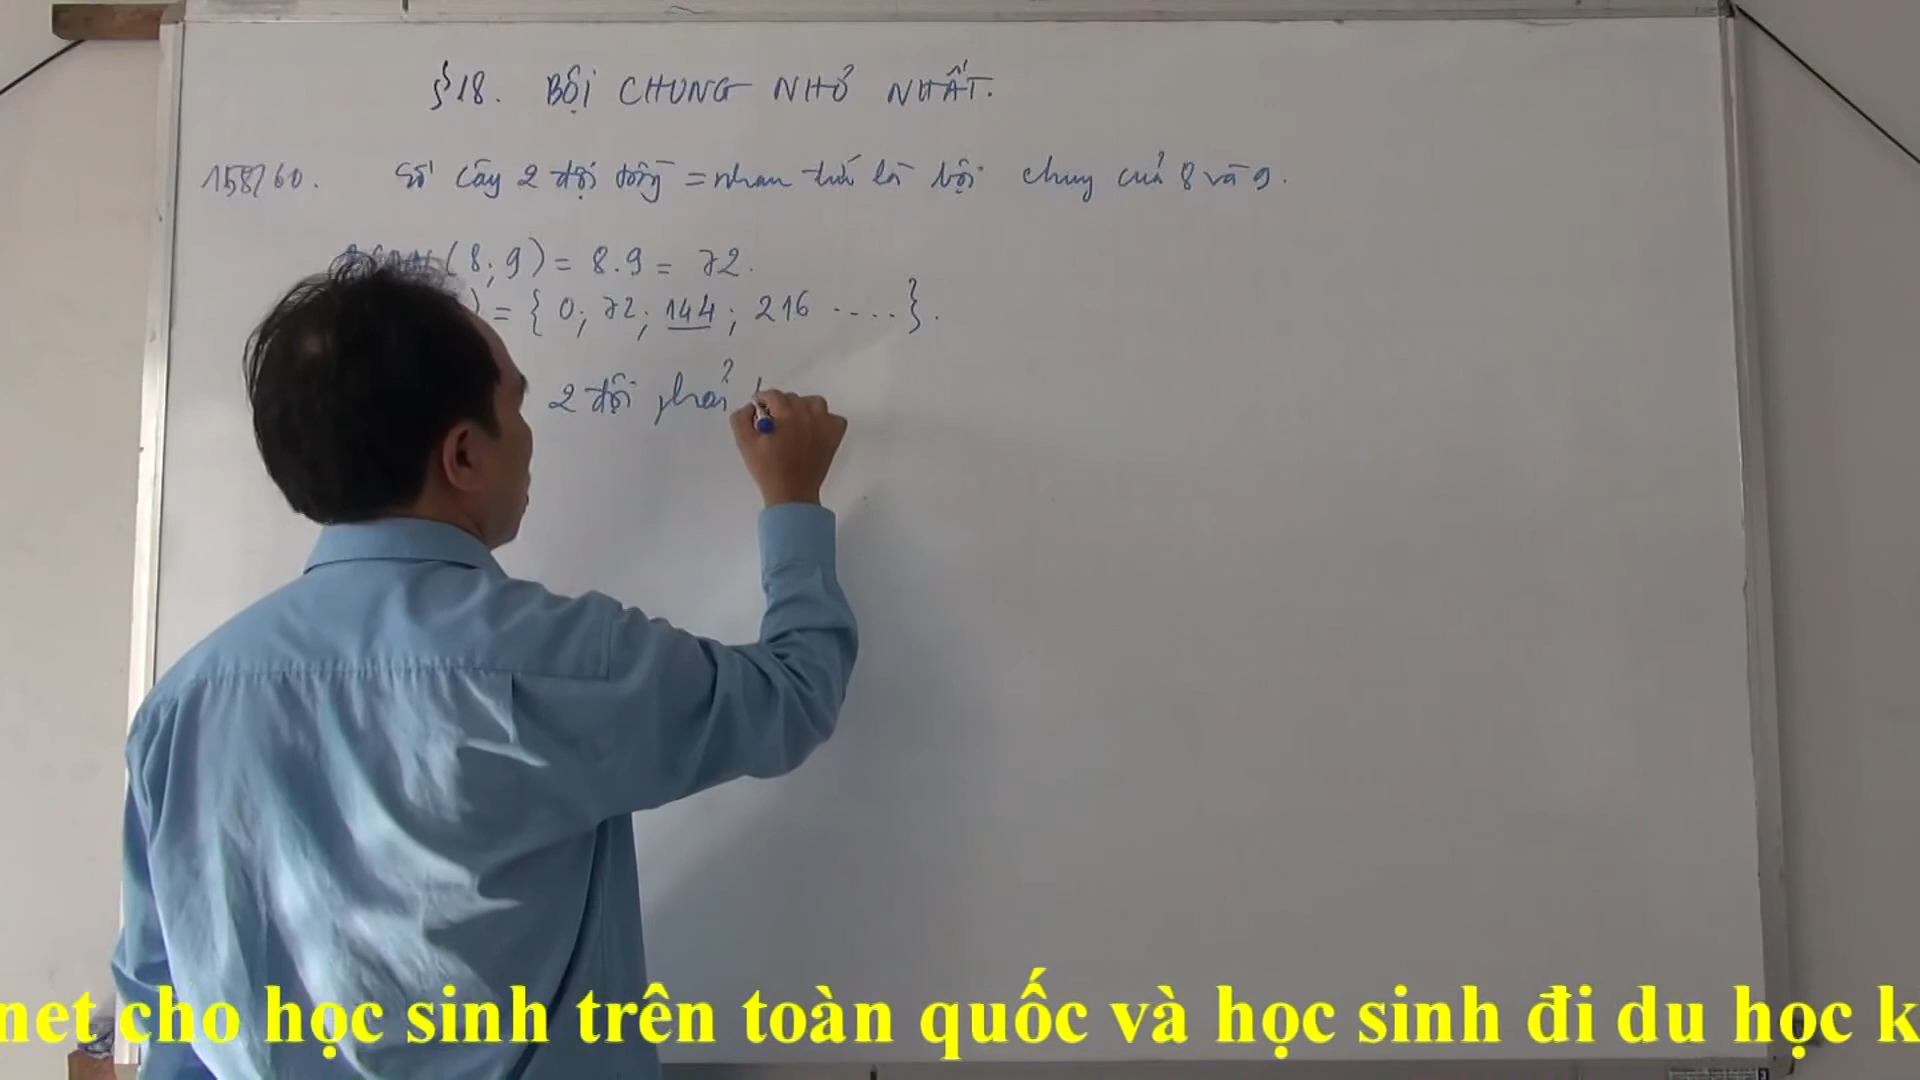 §18. BỘI CHUNG NHỎ NHẤT.
158/60. Số cây 2 đội trồng = nhau tức là bội chung của 8 và 9.
BCNN(8; 9) = 8.9 = 72.
) = { 0; 72; 144; 216 .....}.
2 đội phải
net cho học sinh trên toàn quốc và học sinh đi du học k